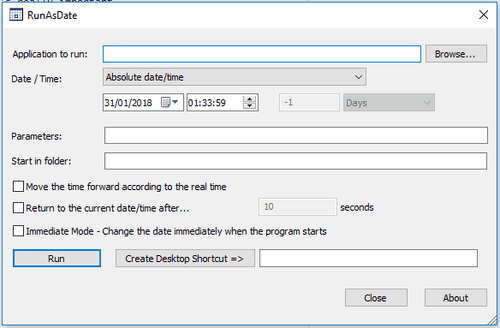 RunAsDate
Application to run:
Browse...
Date / Time:
Absolute date/time
31/01/2018
01:33:59
-1
Days
Parameters:
Start in folder:
Move the time forward according to the real time
Return to the current date/time after...
10
seconds
Immediate Mode - Change the date immediately when the program starts
Run
Create Desktop Shortcut =>
Close
About